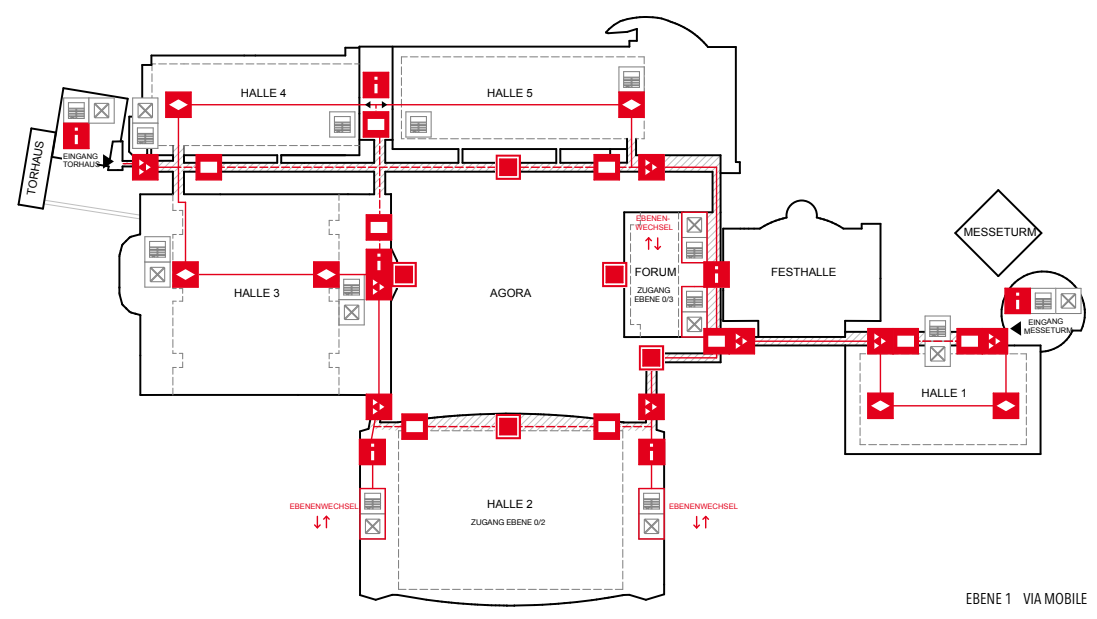 HALLE 4
HALLE 5
EINGANG
TORHAUS
TORHAUS
EBENEN-
WECHSEL
MESSETURM
FORUM
FESTHALLE
HALLE 3
AGORA
ZUGANG
EBENE 0/3
EINGANG
MESSETURM
HALLE 1
HALLE 2
EBENENWECHSEL
EBENENWECHSEL
ZUGANG EBENE 0/2
EBENE 1 VIA MOBILE